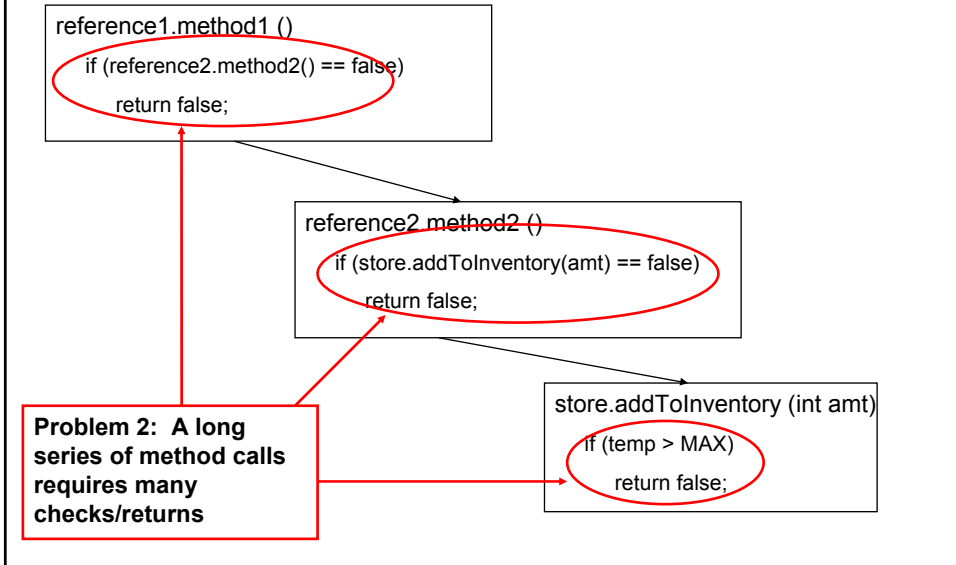 reference1.method1 ()
if (reference2.method2() == false)
return false;
reference2.method2 ()
if (store.addToInventory(amt) == false)
return false;
store.addToInventory (int amt)
if (temp > MAX)
return false;
Problem 2:  A long
series of method calls
requires many
checks/returns